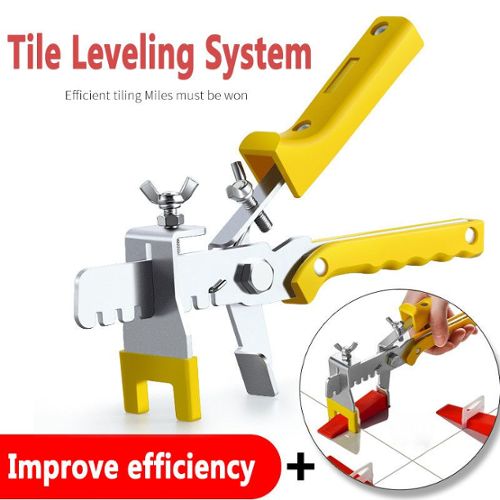 Tile Leveling System
Efficient tiling Miles must be won
Improve efficiency +